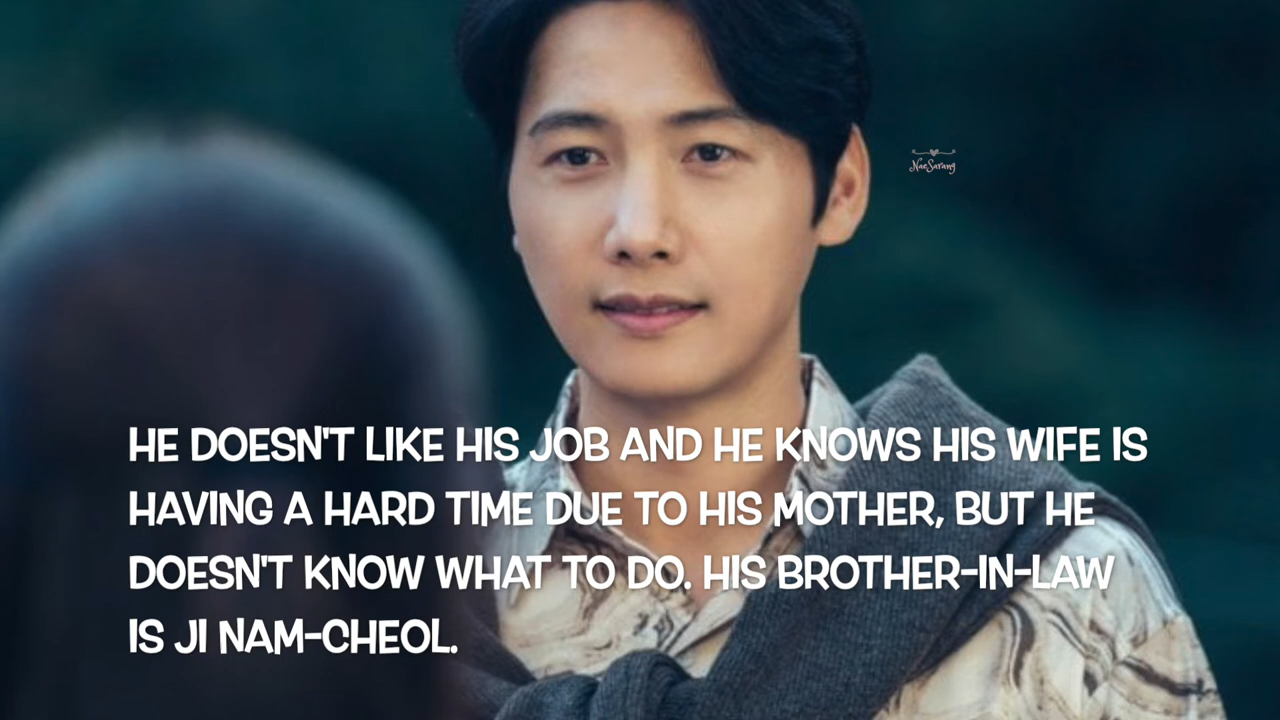 NaeSarang
HE DOESN'T LIKE HIS JOB AND HE KNOWS HIS WIFE IS
HAVING A HARD TIME DUE TO HIS MOTHER, BUT HE
DOESN'T KNOW WHAT TO DO. HIS BROTHER-IN-LAW
IS JI NAM-CHEOL.